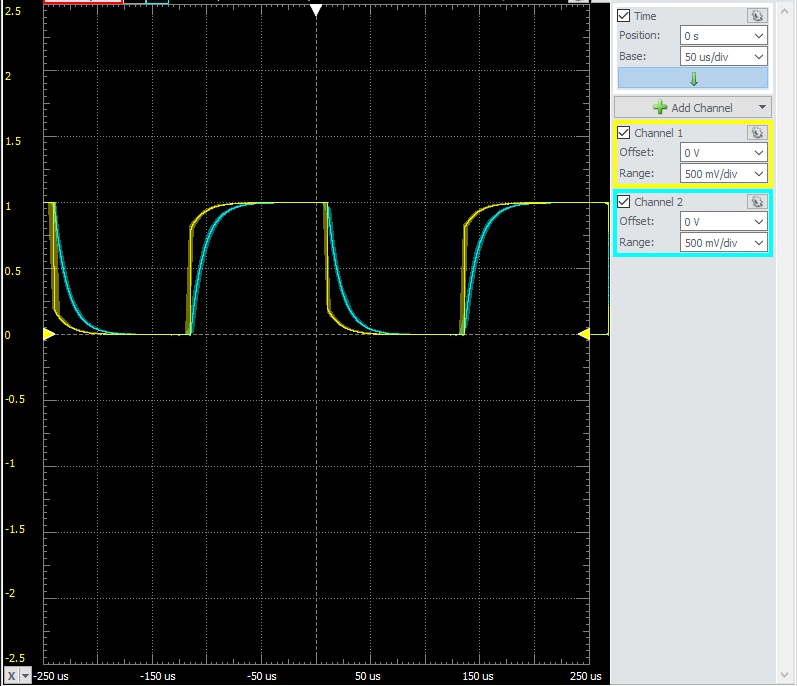 2.5
2
1.5
1
0.5
0
-0.5
-1
-1.5
-2
-2.5
X
-250 us
-150 us
-50 us
50 us
150 us
250 us
Time
Position: 0 s
Base: 50 us/div
Add Channel
Channel 1
Offset: 0 V
Range: 500 mV/div
Channel 2
Offset: 0 V
Range: 500 mV/div